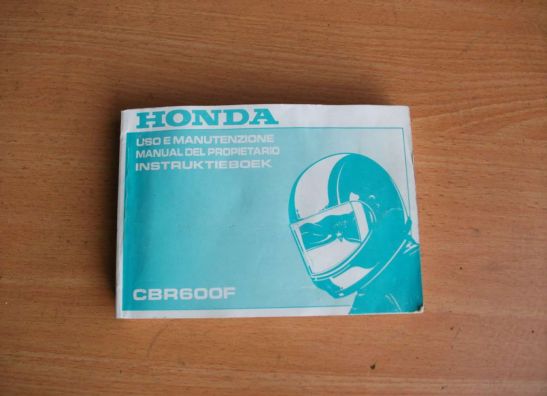 HONDA
USO E MANUTENZIONE
MANUAL DEL PROPIETARIO
INSTRUKTIEBOEK
CBR600F